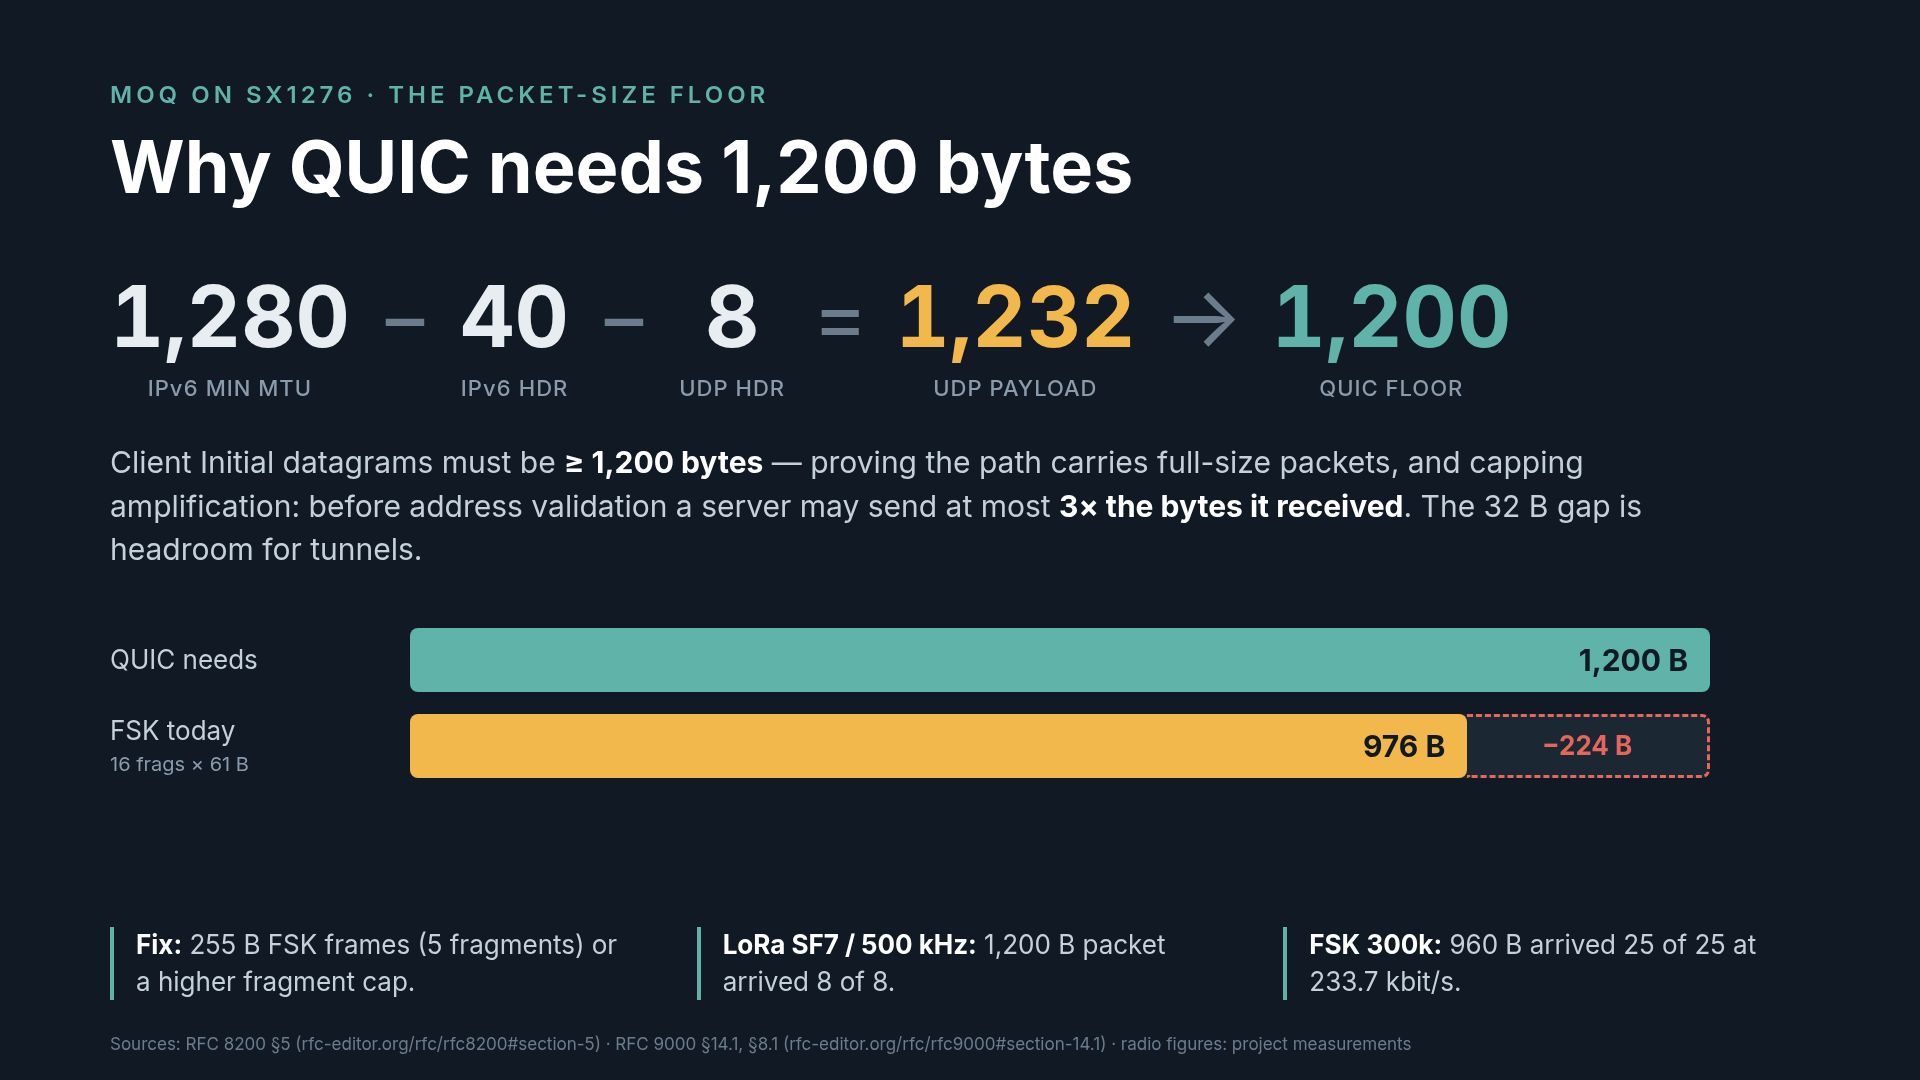 MOQ ON SX1276 · THE PACKET-SIZE FLOOR
Why QUIC needs 1,200 bytes
1,280 − 40 − 8 = 1,232 → 1,200
IPv6 MIN MTU IPv6 HDR UDP HDR UDP PAYLOAD QUIC FLOOR
Client Initial datagrams must be ≥ 1,200 bytes — proving the path carries full-size packets, and capping
amplification: before address validation a server may send at most 3× the bytes it received. The 32 B gap is
headroom for tunnels.
QUIC needs
1,200 B
FSK today
16 frags × 61 B
976 B
−224 B
Fix: 255 B FSK frames (5 fragments) or
a higher fragment cap.
LoRa SF7 / 500 kHz: 1,200 B packet
arrived 8 of 8.
FSK 300k: 960 B arrived 25 of 25 at
233.7 kbit/s.
Sources: RFC 8200 §5 (rfc-editor.org/rfc/rfc8200#section-5) · RFC 9000 §14.1, §8.1 (rfc-editor.org/rfc/rfc9000#section-14.1) · radio figures: project measurements